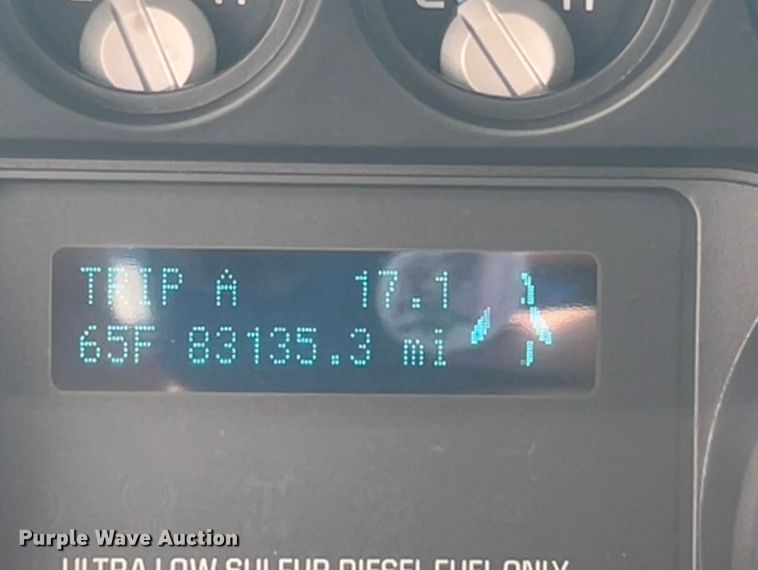 TRIP A 17.1
65F 83135.3 mi
Purple Wave Auction
ULTRA LOW SULFUR DIESEL FUEL ONLY